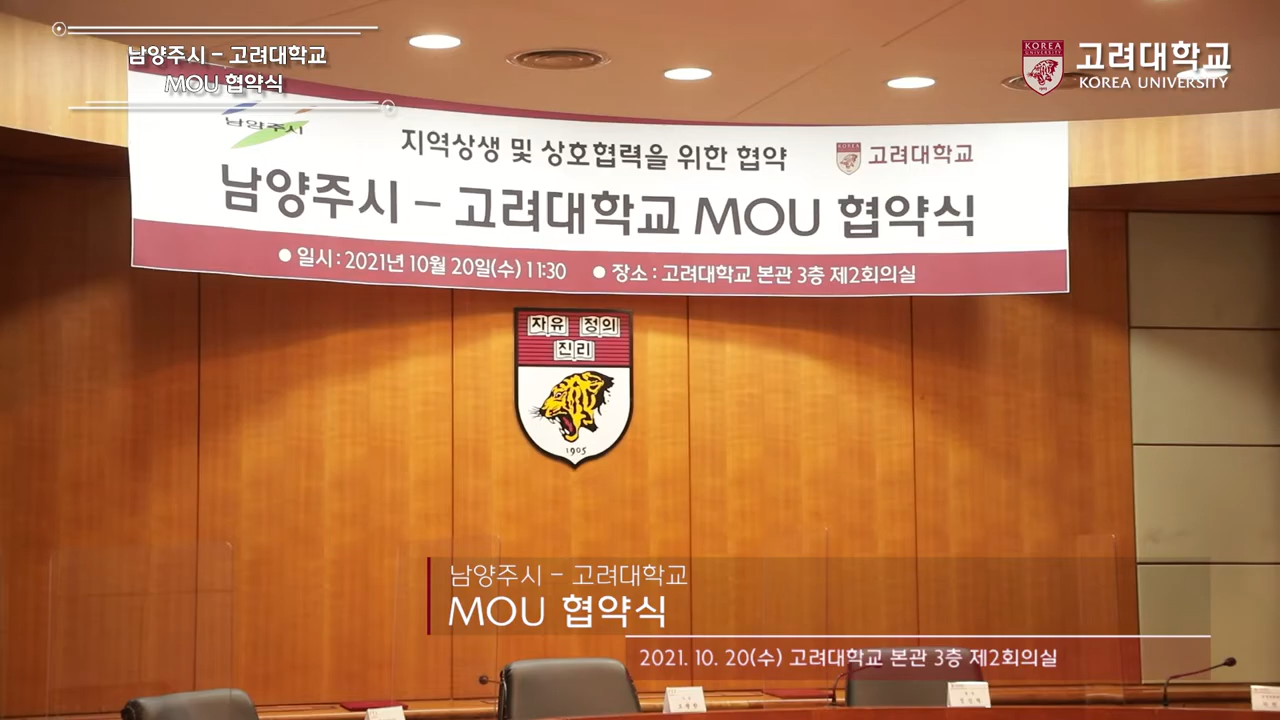 남양주시 - 고려대학교
MOU 협약식
KOREA
UNIVERSITY
1905
고려대학교
KOREA UNIVERSITY
남양주시
지역상생 및 상호협력을 위한 협약
KOREA
고려대학교
남양주시 - 고려대학교 MOU 협약식
● 일시 : 2021년 10월 20일(수) 11:30 ● 장소 : 고려대학교 본관 3층 제2회의실
자유 정의
진리
1905
남양주시 - 고려대학교
MOU 협약식
2021. 10. 20(수) 고려대학교 본관 3층 제2회의실